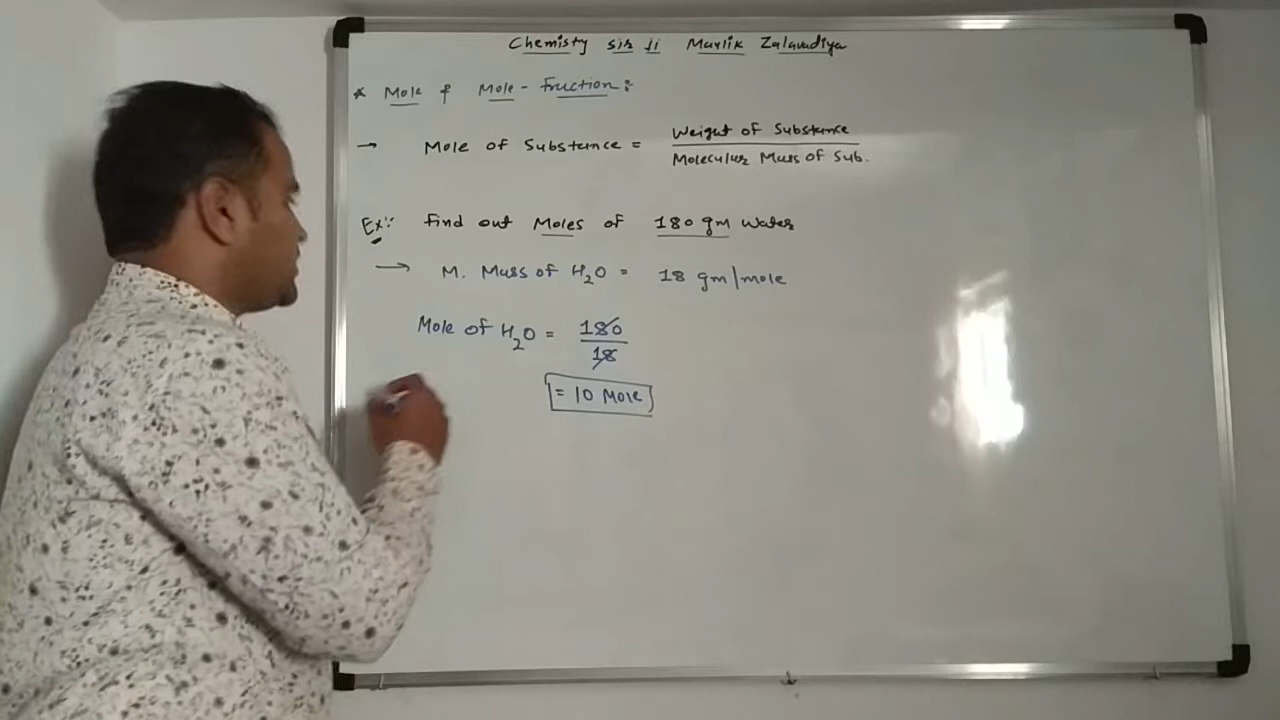 Chemisty sir Ji Maulik Zalavadiya
* Mole & Mole-fraction:
→ Mole of Substance = Weight of Substance / Molecular Mass of Sub.
Ex:: find out Moles of 180 gm water
→ M. Mass of H₂O = 18 gm/mole
Mole of H₂O = 180 / 18
= 10 Mole